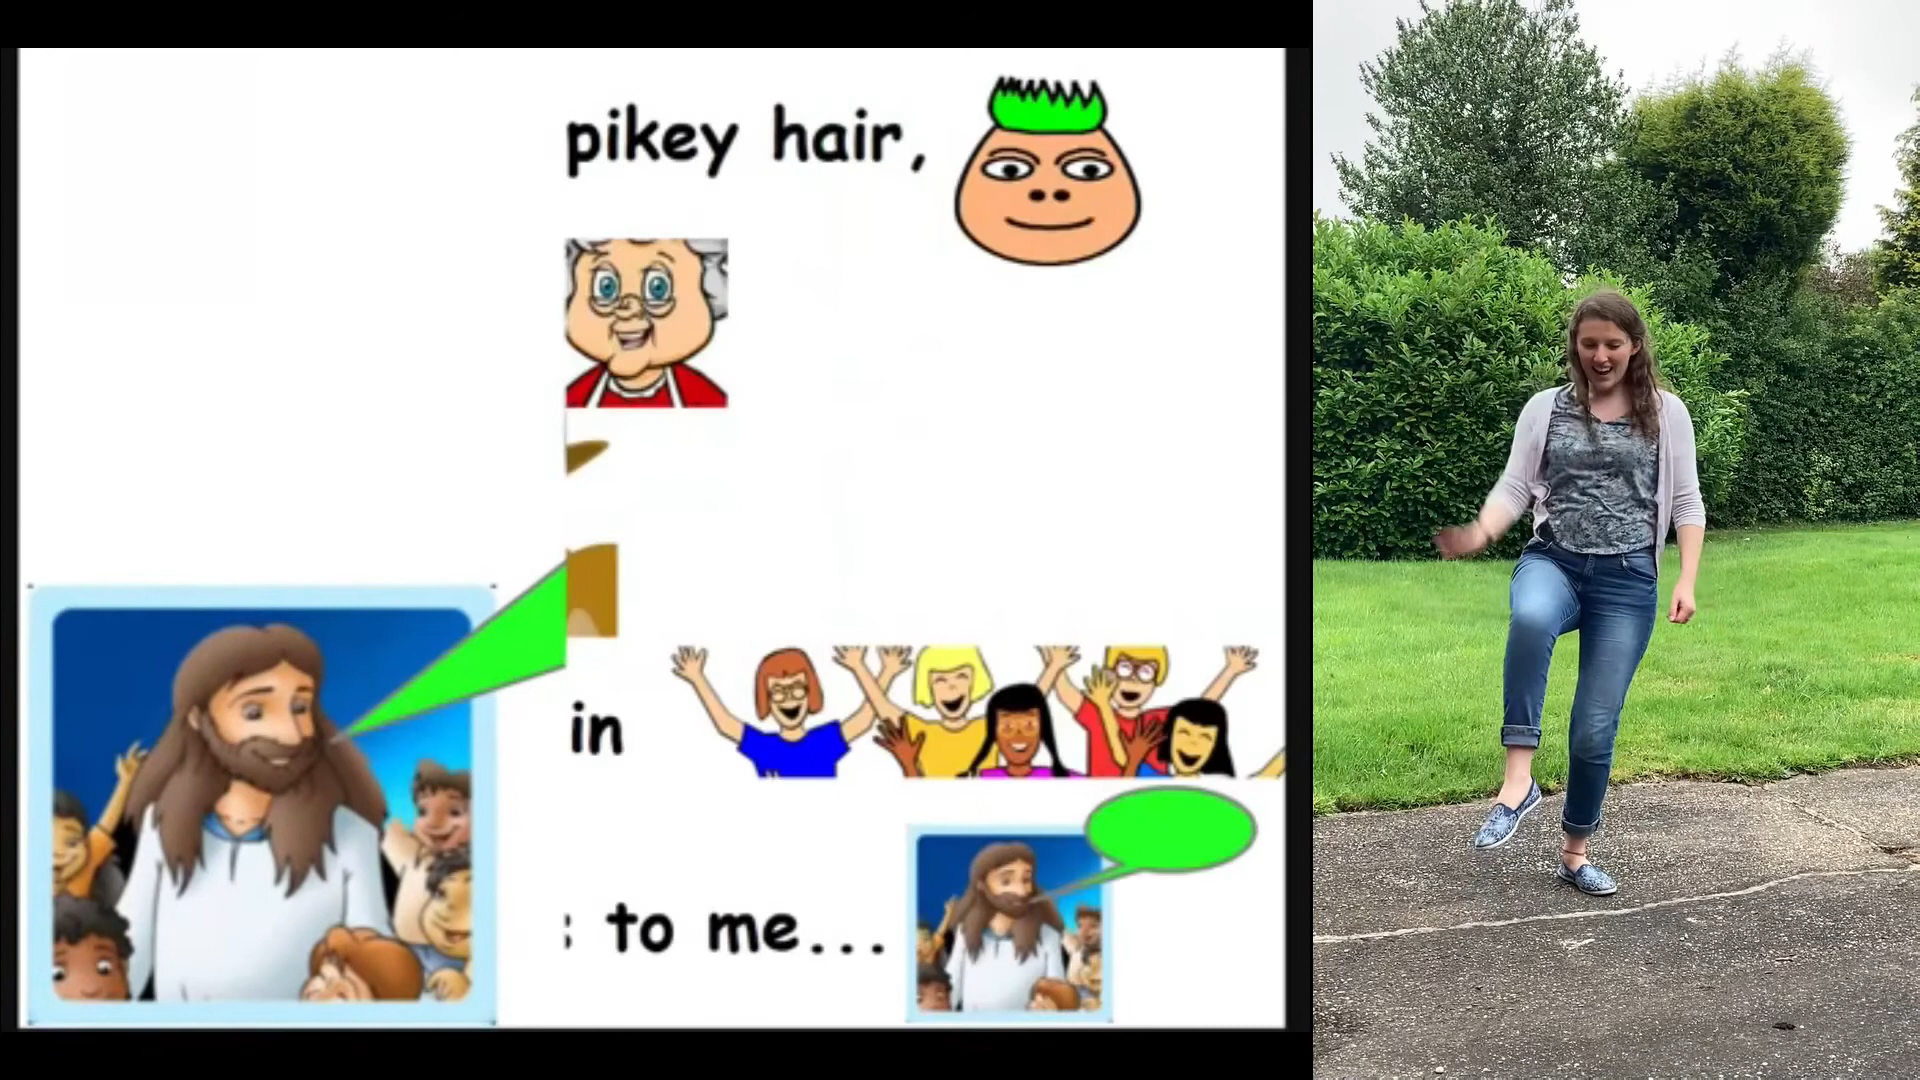 pikey hair,
in
: to me...